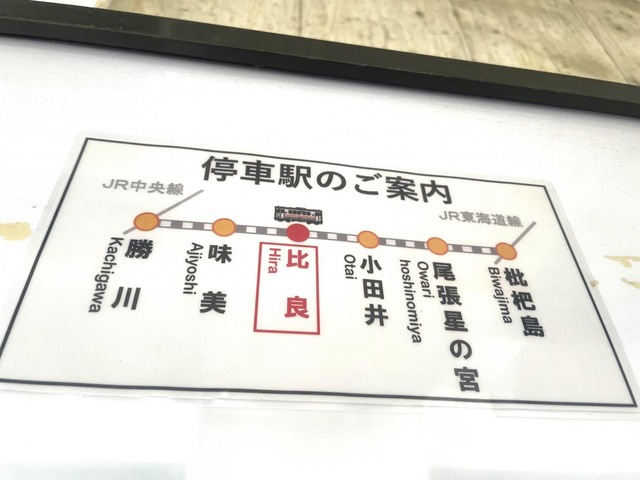 停車駅のご案内
JR中央線
JR東海道線
勝川
Kachigawa
味美
Ajiyoshi
比良
Hira
小田井
Otai
尾張星の宮
Owari
hoshinomiya
枇杷島
Biwajima